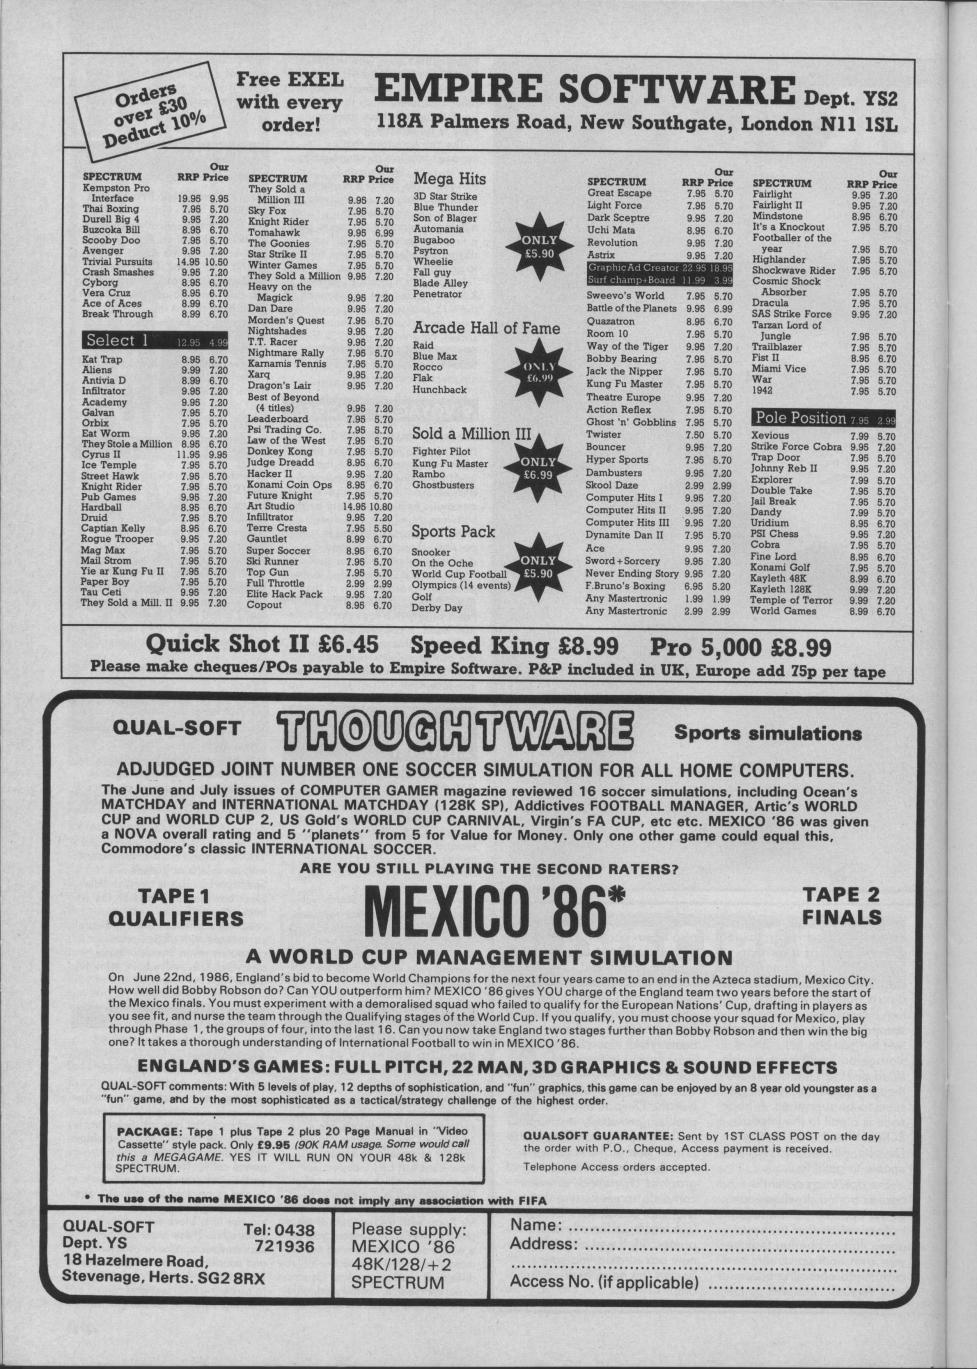 Orders
over £30
Deduct 10%
Free EXEL
with every
order!
EMPIRE SOFTWARE Dept. YS2
118A Palmers Road, New Southgate, London N11 1SL
Our
SPECTRUM RRP Price
Kempston Pro
Interface 19.95 9.95
Thai Boxing 7.95 5.70
Durell Big 4 9.95 7.20
Buzcoka Bill 8.95 6.70
Scooby Doo 7.95 5.70
Avenger 9.95 7.20
Trivial Pursuits 14.95 10.50
Crash Smashes 9.95 7.20
Cyborg 8.95 6.70
Vera Cruz 8.95 6.70
Ace of Aces 8.99 6.70
Break Through 8.99 6.70
Select 1 12.95 4.99
Kat Trap 8.95 6.70
Aliens 9.99 7.20
Antivia D 8.99 6.70
Infiltrator 9.95 7.20
Academy 9.95 7.20
Galvan 7.95 5.70
Orbix 7.95 5.70
Eat Worm 9.95 7.20
They Stole a Million 8.95 6.70
Cyrus II 11.95 9.95
Ice Temple 7.95 5.70
Street Hawk 7.95 5.70
Knight Rider 7.95 5.70
Pub Games 9.95 7.20
Hardball 8.95 6.70
Druid 7.95 5.70
Captian Kelly 8.95 6.70
Rogue Trooper 9.95 7.20
Mag Max 7.95 5.70
Mail Strom 7.95 5.70
Yie ar Kung Fu II 7.95 5.70
Paper Boy 7.95 5.70
Tau Ceti 9.95 7.20
They Sold a Mill. II 9.95 7.20
Our
SPECTRUM RRP Price
They Sold a
Million III 9.95 7.20
Sky Fox 7.95 5.70
Knight Rider 7.95 5.70
Tomahawk 9.95 6.99
The Goonies 7.95 5.70
Star Strike II 7.95 5.70
Winter Games 7.95 5.70
They Sold a Million 9.95 7.20
Heavy on the
Magick 9.95 7.20
Dan Dare 9.95 7.20
Morden's Quest 7.95 5.70
Nightshades 9.95 7.20
T.T. Racer 9.95 7.20
Nightmare Rally 7.95 5.70
Karnamis Tennis 7.95 5.70
Xarq 9.95 7.20
Dragon's Lair 9.95 7.20
Best of Beyond
(4 titles) 9.95 7.20
Leaderboard 7.95 5.70
Psi Trading Co. 7.95 5.70
Law of the West 7.95 5.70
Donkey Kong 7.95 5.70
Judge Dreadd 8.95 6.70
Hacker II 9.95 7.20
Konami Coin Ops 8.95 6.70
Future Knight 7.95 5.70
Art Studio 14.95 10.80
Infilltrator 9.95 7.20
Terre Cresta 7.95 5.50
Gauntlet 8.99 6.70
Super Soccer 8.95 6.70
Ski Runner 7.95 5.70
Top Gun 7.95 5.70
Full Throttle 2.99 2.99
Elite Hack Pack 9.95 7.20
Copout 8.95 6.70
Mega Hits
3D Star Strike
Blue Thunder
Son of Blager
Automania
Bugaboo
Psytron
Wheelie
Fall guy
Blade Alley
Penetrator
ONLY
£5.90
Arcade Hall of Fame
Raid
Blue Max
Rocco
Flak
Hunchback
ONLY
£6.99
Sold a Million III
Fighter Pilot
Kung Fu Master
Rambo
Ghostbusters
ONLY
£6.99
Sports Pack
Snooker
On the Oche
World Cup Football
Olympics (14 events)
Golf
Derby Day
ONLY
£5.90
Our
SPECTRUM RRP Price
Great Escape 7.95 5.70
Light Force 7.95 5.70
Dark Sceptre 9.95 7.20
Uchi Mata 8.95 6.70
Revolution 9.95 7.20
Astrix 9.95 7.20
Graphic Ad Creator 22.95 18.95
Surf champ+Board 11.99 3.99
Sweevo's World 7.95 5.70
Battle of the Planets 9.95 6.99
Quazatron 8.95 6.70
Room 10 7.95 5.70
Way of the Tiger 9.95 7.20
Bobby Bearing 7.95 5.70
Jack the Nipper 7.95 5.70
Kung Fu Master 7.95 5.70
Theatre Europe 9.95 7.20
Action Reflex 7.95 5.70
Ghost 'n' Gobblins 7.95 5.70
Twister 7.50 5.70
Bouncer 9.95 7.20
Hyper Sports 7.95 5.70
Dambusters 9.95 7.20
Skool Daze 2.99 2.99
Computer Hits I 9.95 7.20
Computer Hits II 9.95 7.20
Computer Hits III 9.95 7.20
Dynamite Dan II 7.95 5.70
Ace 9.95 7.20
Sword+Sorcery 9.95 7.20
Never Ending Story 9.95 7.20
F.Bruno's Boxing 6.95 5.20
Any Mastertronic 1.99 1.99
Any Mastertronic 2.99 2.99
Our
SPECTRUM RRP Price
Fairlight 9.95 7.20
Fairlight II 9.95 7.20
Mindstone 8.95 6.70
It's a Knockout 7.95 5.70
Footballer of the
year 7.95 5.70
Highlander 7.95 5.70
Shockwave Rider 7.95 5.70
Cosmic Shock
Absorber 7.95 5.70
Dracula 7.95 5.70
SAS Strike Force 9.95 7.20
Tarzan Lord of
Jungle 7.95 6.70
Trailblazer 7.95 5.70
Fist II 8.95 6.70
Miami Vice 7.95 5.70
War 7.95 5.70
1942 7.95 5.70
Pole Position 7.95 2.99
Xevious 7.99 5.70
Strike Force Cobra 9.95 7.20
Trap Door 7.95 5.70
Johnny Reb II 9.95 7.20
Explorer 7.99 5.70
Double Take 7.95 5.70
Jail Break 7.95 5.70
Dandy 7.99 5.70
Uridium 8.95 6.70
PSI Chess 9.95 7.20
Cobra 7.95 5.70
Fine Lord 8.95 6.70
Konami Golf 7.95 5.70
Kayleth 48K 8.99 6.70
Kayleth 128K 9.99 7.20
Temple of Terror 9.99 7.20
World Games 8.99 6.70
Quick Shot II £6.45 Speed King £8.99 Pro 5,000 £8.99
Please make cheques/POs payable to Empire Software. P&P included in UK, Europe add 75p per tape
QUAL-SOFT THOUGHTWARE Sports simulations
ADJUDGED JOINT NUMBER ONE SOCCER SIMULATION FOR ALL HOME COMPUTERS.
The June and July issues of COMPUTER GAMER magazine reviewed 16 soccer simulations, including Ocean's
MATCHDAY and INTERNATIONAL MATCHDAY (128K SP), Addictives FOOTBALL MANAGER, Artic's WORLD
CUP and WORLD CUP 2, US Gold's WORLD CUP CARNIVAL, Virgin's FA CUP, etc etc. MEXICO '86 was given
a NOVA overall rating and 5 "planets" from 5 for Value for Money. Only one other game could equal this,
Commodore's classic INTERNATIONAL SOCCER.
ARE YOU STILL PLAYING THE SECOND RATERS?
TAPE 1
QUALIFIERS
MEXICO '86*
TAPE 2
FINALS
A WORLD CUP MANAGEMENT SIMULATION
On June 22nd, 1986, England's bid to become World Champions for the next four years came to an end in the Azteca stadium, Mexico City.
How well did Bobby Robson do? Can YOU outperform him? MEXICO '86 gives YOU charge of the England team two years before the start of
the Mexico finals. You must experiment with a demoralised squad who failed to qualify for the European Nations' Cup, drafting in players as
you see fit, and nurse the team through the Qualifying stages of the World Cup. If you qualify, you must choose your squad for Mexico, play
through Phase 1, the groups of four, into the last 16. Can you now take England two stages further than Bobby Robson and then win the big
one? It takes a thorough understanding of International Football to win in MEXICO '86.
ENGLAND'S GAMES: FULL PITCH, 22 MAN, 3D GRAPHICS & SOUND EFFECTS
QUAL-SOFT comments: With 5 levels of play, 12 depths of sophistication, and "fun" graphics, this game can be enjoyed by an 8 year old youngster as a
"fun" game, and by the most sophisticated as a tactical/strategy challenge of the highest order.
PACKAGE: Tape 1 plus Tape 2 plus 20 Page Manual in "Video
Cassette" style pack. Only £9.95 (90K RAM usage. Some would call
this a MEGAGAME. YES IT WILL RUN ON YOUR 48k & 128k
SPECTRUM.
QUALSOFT GUARANTEE: Sent by 1ST CLASS POST on the day
the order with P.O., Cheque, Access payment is received.
Telephone Access orders accepted.
* The use of the name MEXICO '86 does not imply any association with FIFA
QUAL-SOFT Tel: 0438
Dept. YS 721936
18 Hazelmere Road,
Stevenage, Herts. SG2 8RX
Please supply:
MEXICO '86
48K/128/+2
SPECTRUM
Name: ........................................
Address: ........................................
........................................
Access No. (if applicable) ........................................